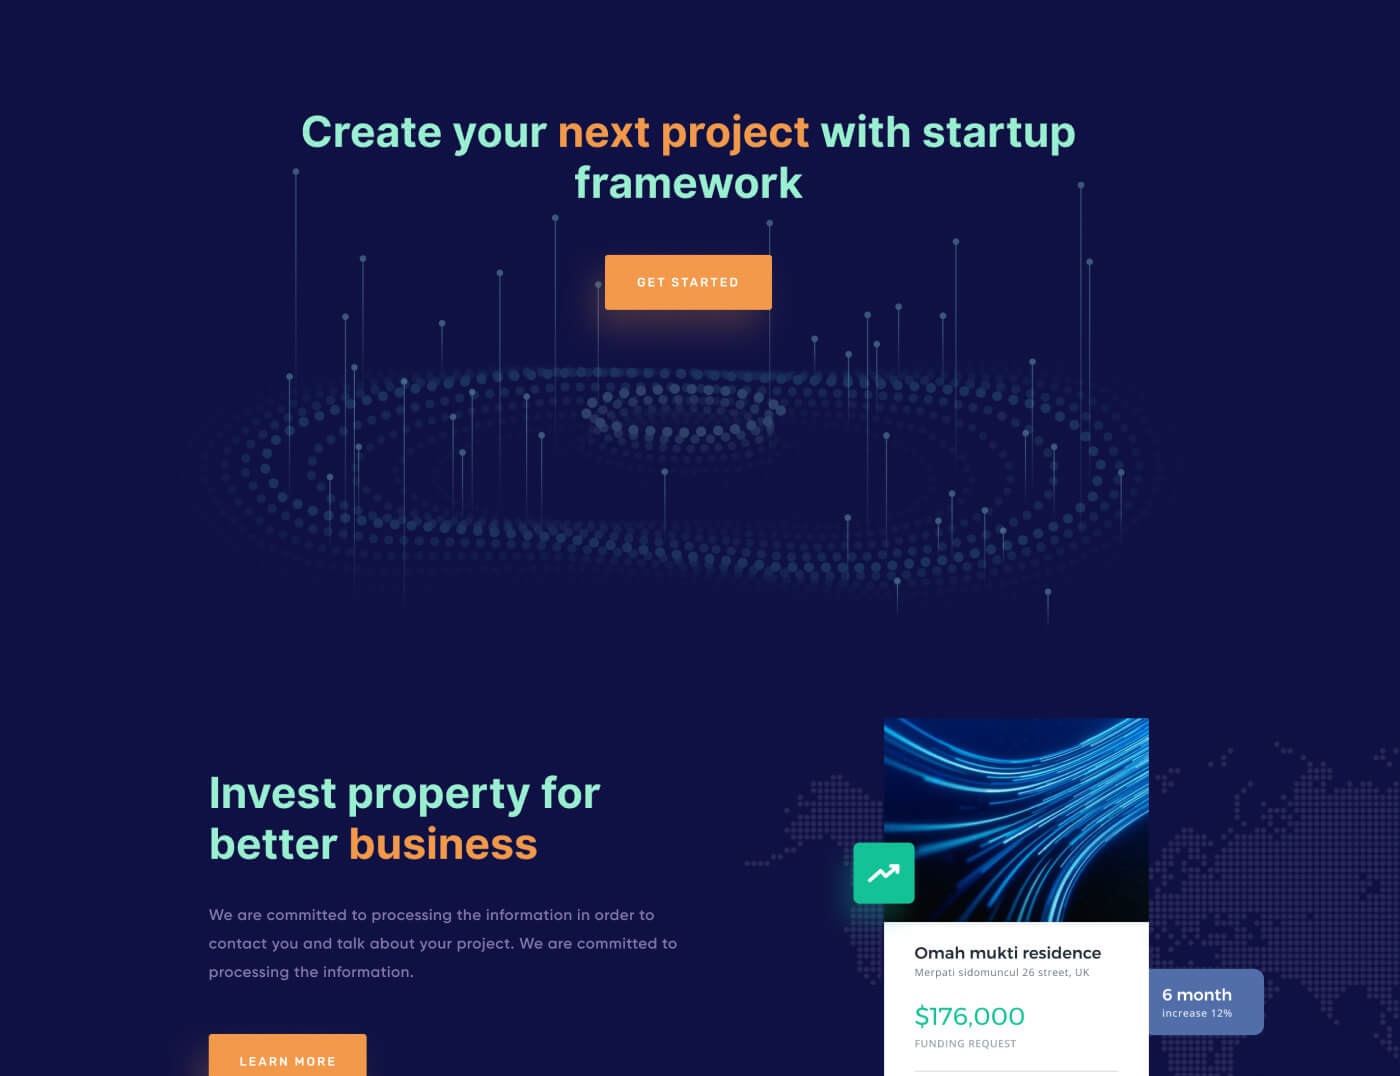 Create your next project with startup
framework
GET STARTED
Invest property for
better business
We are committed to processing the information in order to
contact you and talk about your project. We are committed to
processing the information.
LEARN MORE
Omah mukti residence
Merpati sidomuncul 26 street, UK
$176,000
FUNDING REQUEST
6 month
increase 12%